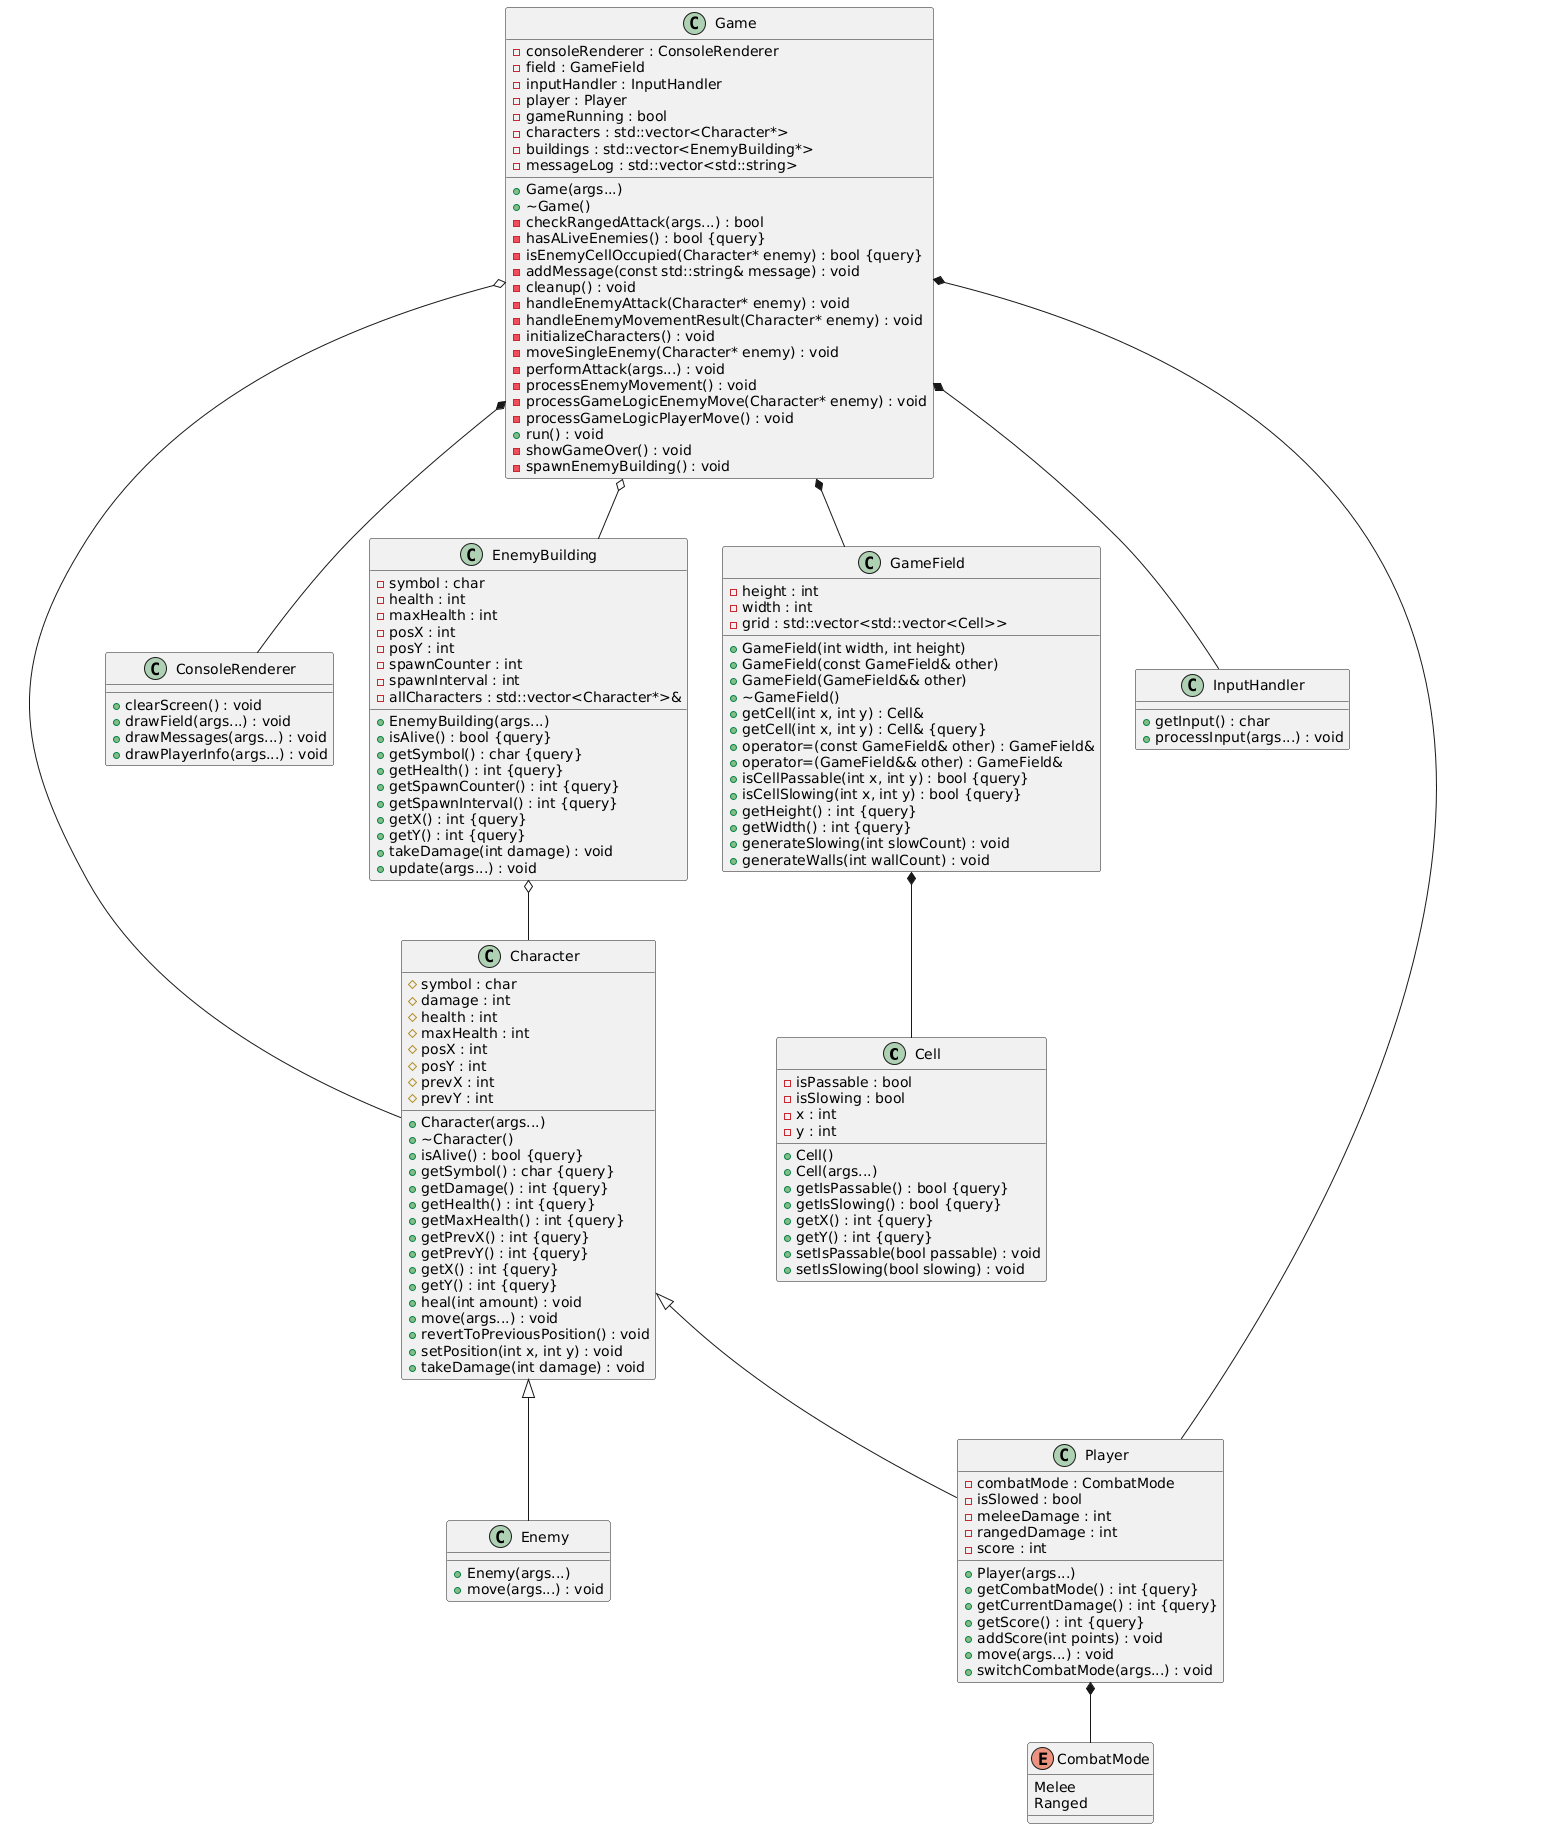 C Game
consoleRenderer : ConsoleRenderer
field : GameField
inputHandler : InputHandler
player : Player
gameRunning : bool
characters : std::vector<Character*>
buildings : std::vector<EnemyBuilding*>
messageLog : std::vector<std::string>
Game(args...)
~Game()
checkRangedAttack(args...) : bool
hasALiveEnemies() : bool {query}
isEnemyCellOccupied(Character* enemy) : bool {query}
addMessage(const std::string& message) : void
cleanup() : void
handleEnemyAttack(Character* enemy) : void
handleEnemyMovementResult(Character* enemy) : void
initializeCharacters() : void
moveSingleEnemy(Character* enemy) : void
performAttack(args...) : void
processEnemyMovement() : void
processGameLogicEnemyMove(Character* enemy) : void
processGameLogicPlayerMove() : void
run() : void
showGameOver() : void
spawnEnemyBuilding() : void
C ConsoleRenderer
clearScreen() : void
drawField(args...) : void
drawMessages(args...) : void
drawPlayerInfo(args...) : void
C EnemyBuilding
symbol : char
health : int
maxHealth : int
posX : int
posY : int
spawnCounter : int
spawnInterval : int
allCharacters : std::vector<Character*>&
EnemyBuilding(args...)
isAlive() : bool {query}
getSymbol() : char {query}
getHealth() : int {query}
getSpawnCounter() : int {query}
getSpawnInterval() : int {query}
getX() : int {query}
getY() : int {query}
takeDamage(int damage) : void
update(args...) : void
C GameField
height : int
width : int
grid : std::vector<std::vector<Cell>>
GameField(int width, int height)
GameField(const GameField& other)
GameField(GameField&& other)
~GameField()
getCell(int x, int y) : Cell&
getCell(int x, int y) : Cell& {query}
operator=(const GameField& other) : GameField&
operator=(GameField&& other) : GameField&
isCellPassable(int x, int y) : bool {query}
isCellSlowing(int x, int y) : bool {query}
getHeight() : int {query}
getWidth() : int {query}
generateSlowing(int slowCount) : void
generateWalls(int wallCount) : void
C InputHandler
getInput() : char
processInput(args...) : void
C Character
symbol : char
damage : int
health : int
maxHealth : int
posX : int
posY : int
prevX : int
prevY : int
Character(args...)
~Character()
isAlive() : bool {query}
getSymbol() : char {query}
getDamage() : int {query}
getHealth() : int {query}
getMaxHealth() : int {query}
getPrevX() : int {query}
getPrevY() : int {query}
getX() : int {query}
getY() : int {query}
heal(int amount) : void
move(args...) : void
revertToPreviousPosition() : void
setPosition(int x, int y) : void
takeDamage(int damage) : void
C Cell
isPassable : bool
isSlowing : bool
x : int
y : int
Cell()
Cell(args...)
getIsPassable() : bool {query}
getIsSlowing() : bool {query}
getX() : int {query}
getY() : int {query}
setIsPassable(bool passable) : void
setIsSlowing(bool slowing) : void
C Enemy
Enemy(args...)
move(args...) : void
C Player
combatMode : CombatMode
isSlowed : bool
meleeDamage : int
rangedDamage : int
score : int
Player(args...)
getCombatMode() : int {query}
getCurrentDamage() : int {query}
getScore() : int {query}
addScore(int points) : void
move(args...) : void
switchCombatMode(args...) : void
E CombatMode
Melee
Ranged